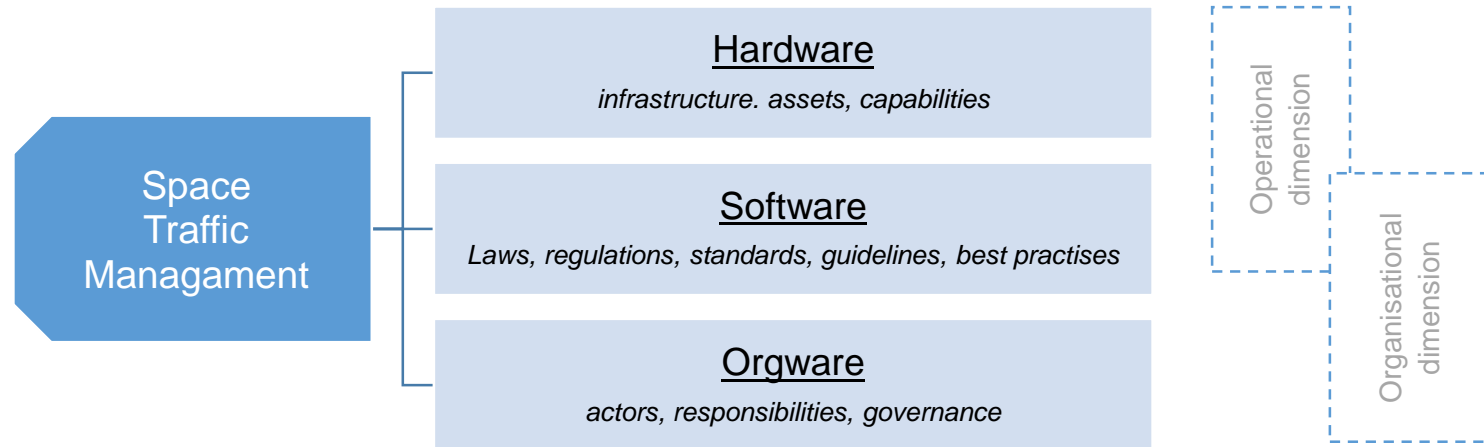 Space
Traffic
Managament
Hardware
infrastructure. assets, capabilities
Software
Laws, regulations, standards, guidelines, best practises
Orgware
actors, responsibilities, governance
Operational
dimension
Organisational
dimension